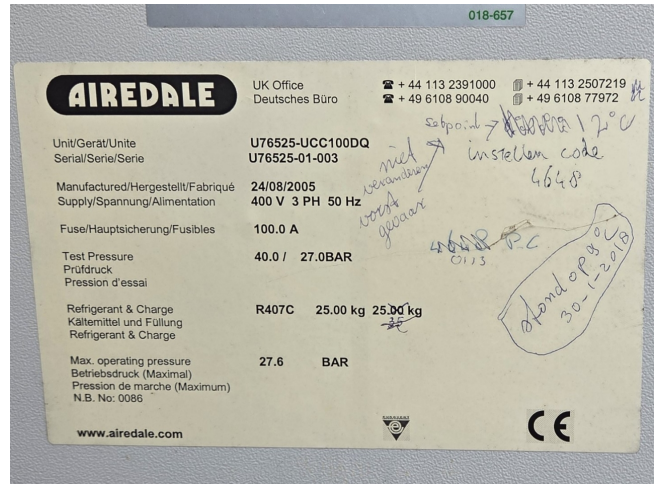 018-657
AIREDALE
UK Office ☎ + 44 113 2391000 + 44 113 2507219
Deutsches Büro ☎ + 49 6108 90040 + 49 6108 77972
setpoint → 12°C
instellen code
4648
niet
veranderen
vorst
gevaar
Unit/Gerät/Unite U76525-UCC100DQ
Serial/Serie/Serie U76525-01-003
Manufactured/Hergestellt/Fabriqué 24/08/2005
Supply/Spannung/Alimentation 400 V 3 PH 50 Hz
Fuse/Hauptsicherung/Fusibles 100.0 A
P.C.
0113
stond op 9°C
30-1-2018
Test Pressure 40.0 / 27.0BAR
Prüfdruck
Pression d'essai
Refrigerant & Charge R407C 25.00 kg 25.00 kg
Kältemittel und Füllung
Refrigerant & Charge
Max. operating pressure 27.6 BAR
Betriebsdruck (Maximal)
Pression de marche (Maximum)
N.B. No: 0086
www.airedale.com
CE